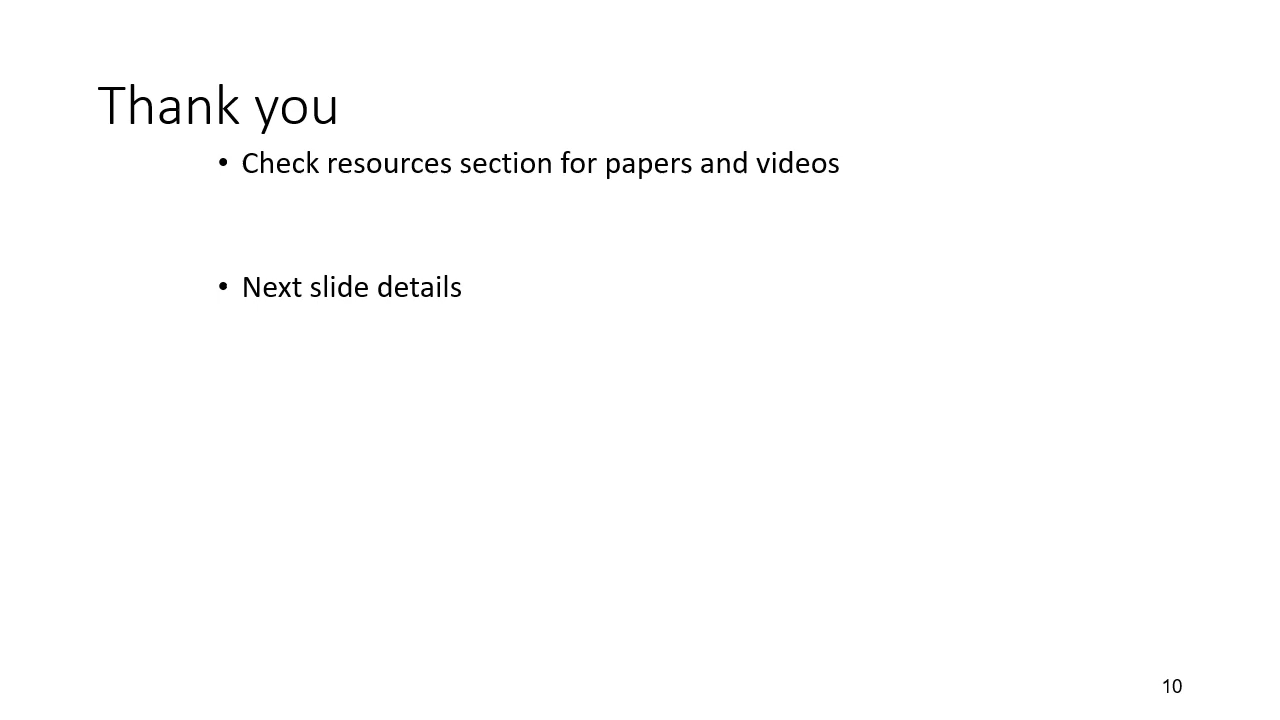 Thank you
• Check resources section for papers and videos
• Next slide details
10